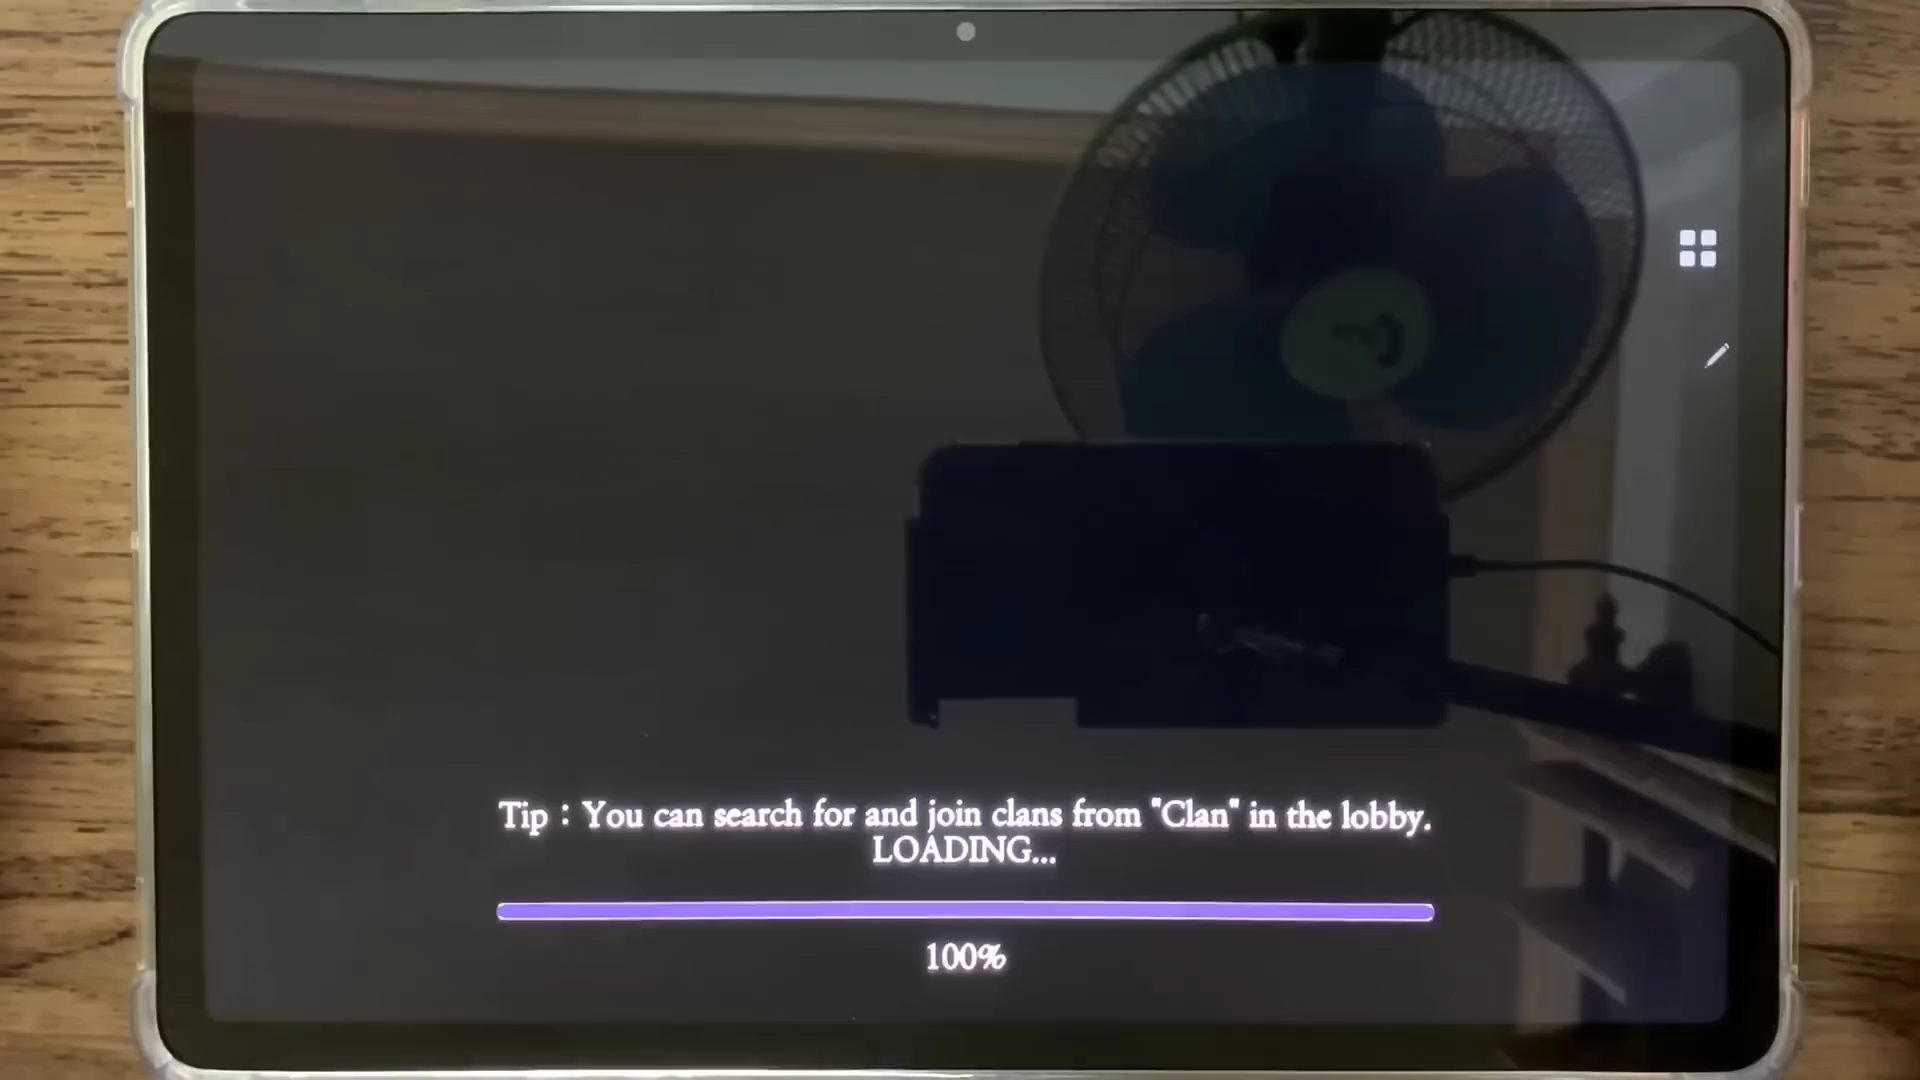 Tip : You can search for and join clans from "Clan" in the lobby.
LOADING...
100%